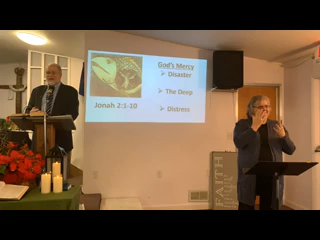 God's Mercy
➢ Disaster
➢ The Deep
➢ Distress
Jonah 2:1-10
FAITH